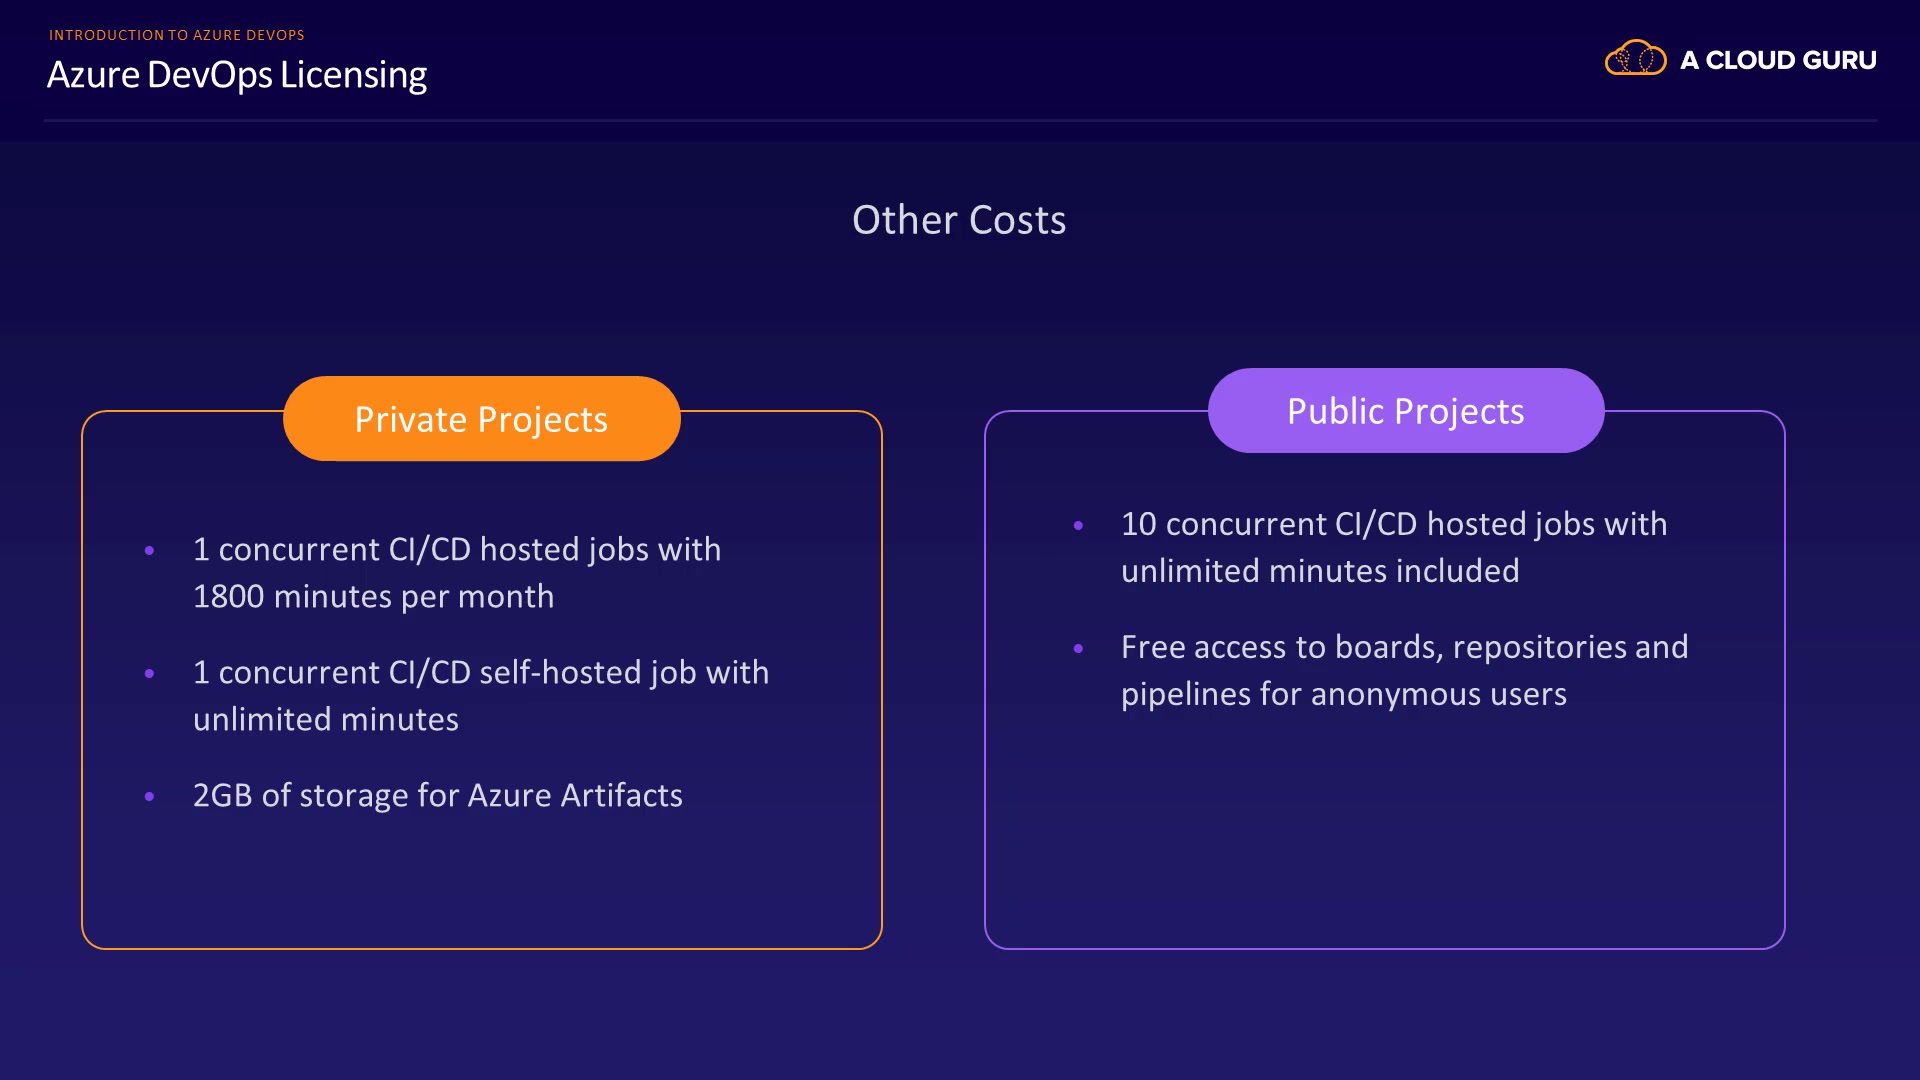 INTRODUCTION TO AZURE DEVOPS
Azure DevOps Licensing
A CLOUD GURU
Other Costs
Private Projects
• 1 concurrent CI/CD hosted jobs with
1800 minutes per month
• 1 concurrent CI/CD self-hosted job with
unlimited minutes
• 2GB of storage for Azure Artifacts
Public Projects
• 10 concurrent CI/CD hosted jobs with
unlimited minutes included
• Free access to boards, repositories and
pipelines for anonymous users